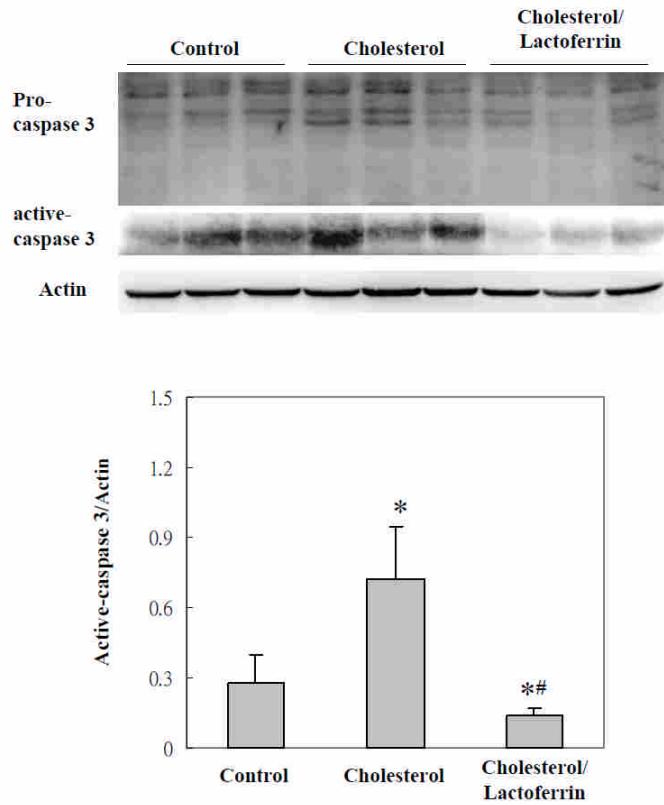 Control
Cholesterol
Cholesterol/
Lactoferrin
Pro-
caspase 3
active-
caspase 3
Actin
Active-caspase 3/Actin
1.5
1.2
0.9
0.6
0.3
0
*
*#
Control
Cholesterol
Cholesterol/
Lactoferrin